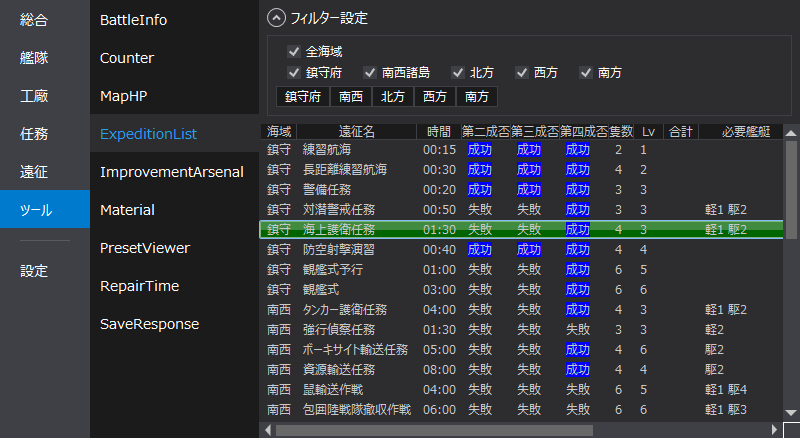 総合
艦隊
工廠
任務
遠征
ツール
設定
BattleInfo
Counter
MapHP
ExpeditionList
ImprovementArsenal
Material
PresetViewer
RepairTime
SaveResponse
フィルター設定
全海域
鎮守府 南西諸島 北方 西方 南方
鎮守府 南西 北方 西方 南方
海域 遠征名 時間 第二成否 第三成否 第四成否 隻数 Lv 合計 必要艦艇
鎮守 練習航海 00:15 成功 成功 成功 2 1
鎮守 長距離練習航海 00:30 成功 成功 成功 4 2
鎮守 警備任務 00:20 成功 成功 成功 3 3
鎮守 対潜警戒任務 00:50 失敗 失敗 成功 3 3 軽1 駆2
鎮守 海上護衛任務 01:30 失敗 失敗 成功 4 3 軽1 駆2
鎮守 防空射撃演習 00:40 成功 成功 成功 4 4
鎮守 観艦式予行 01:00 失敗 失敗 成功 6 5
鎮守 観艦式 03:00 失敗 失敗 成功 6 6
南西 タンカー護衛任務 04:00 失敗 失敗 成功 4 3 軽1 駆2
南西 強行偵察任務 01:30 失敗 失敗 失敗 3 3 軽2
南西 ボーキサイト輸送任務 05:00 失敗 失敗 成功 4 6 駆2
南西 資源輸送任務 08:00 失敗 失敗 成功 4 4 駆2
南西 鼠輸送作戦 04:00 失敗 失敗 失敗 6 5 軽1 駆4
南西 包囲陸戦隊撤収作戦 06:00 失敗 失敗 失敗 6 6 軽1 駆3